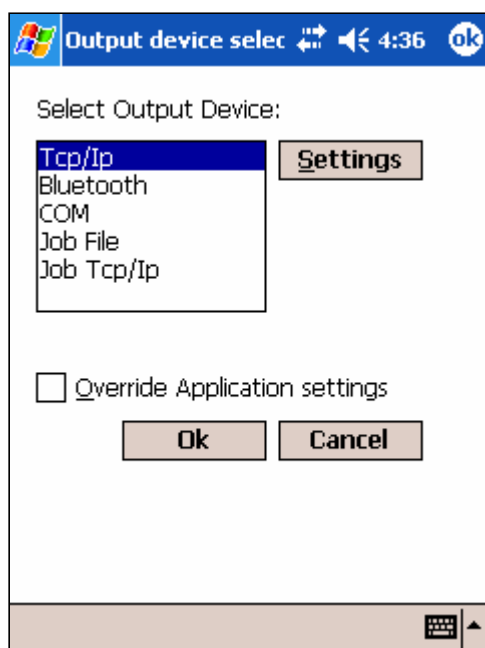 Output device selec 4:36 ok
Select Output Device:
Tcp/Ip
Settings
Bluetooth
COM
Job File
Job Tcp/Ip
Override Application settings
Ok
Cancel